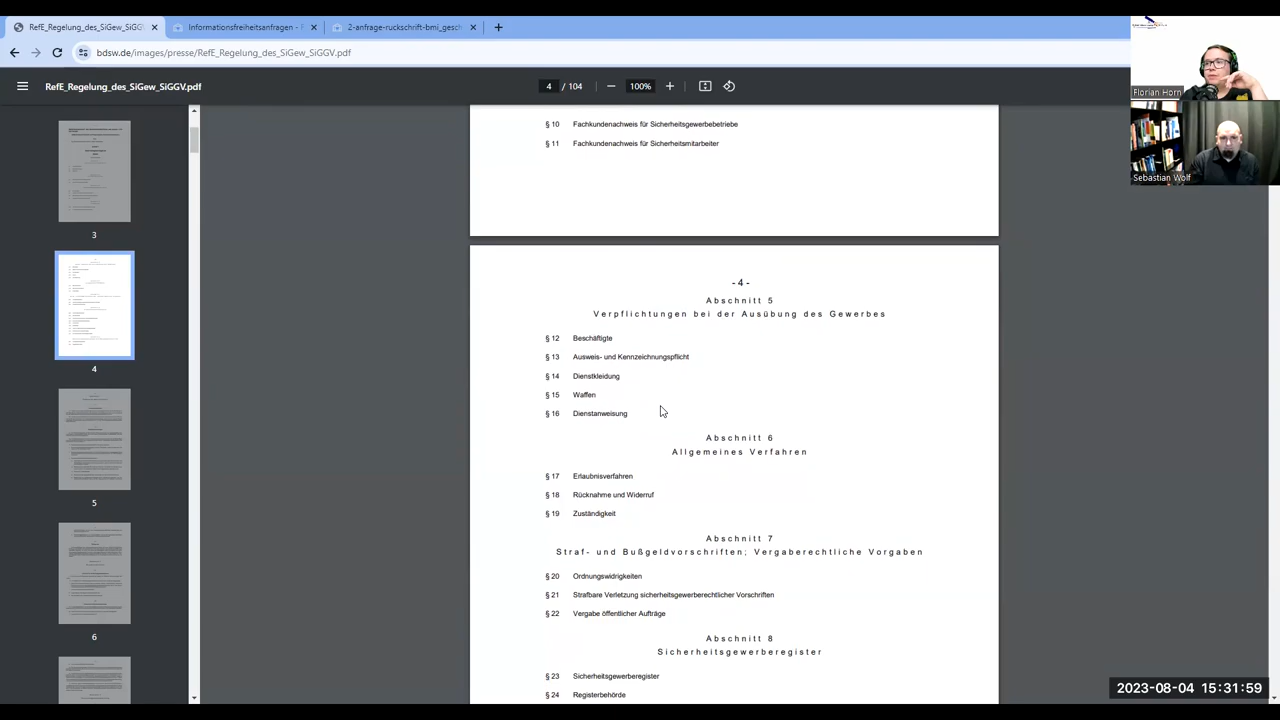 RefE_Regelung_des_SiGew_SiGGV
Informationsfreiheitsanfragen - F
2-anfrage-ruckschrift-bmi_gesch
bdsw.de/images/presse/RefE_Regelung_des_SiGew_SiGGV.pdf
RefE_Regelung_des_SiGew_SiGGV.pdf
4 / 104
100%
Florian Horn
Sebastian Wolf
3
4
5
6
§ 10 Fachkundenachweis für Sicherheitsgewerbebetriebe
§ 11 Fachkundenachweis für Sicherheitsmitarbeiter
- 4 -
Abschnitt 5
Verpflichtungen bei der Ausübung des Gewerbes
§ 12 Beschäftigte
§ 13 Ausweis- und Kennzeichnungspflicht
§ 14 Dienstkleidung
§ 15 Waffen
§ 16 Dienstanweisung
Abschnitt 6
Allgemeines Verfahren
§ 17 Erlaubnisverfahren
§ 18 Rücknahme und Widerruf
§ 19 Zuständigkeit
Abschnitt 7
Straf- und Bußgeldvorschriften; Vergaberechtliche Vorgaben
§ 20 Ordnungswidrigkeiten
§ 21 Strafbare Verletzung sicherheitsgewerberechtlicher Vorschriften
§ 22 Vergabe öffentlicher Aufträge
Abschnitt 8
Sicherheitsgewerberegister
§ 23 Sicherheitsgewerberegister
§ 24 Registerbehörde
2023-08-04 15:31:59